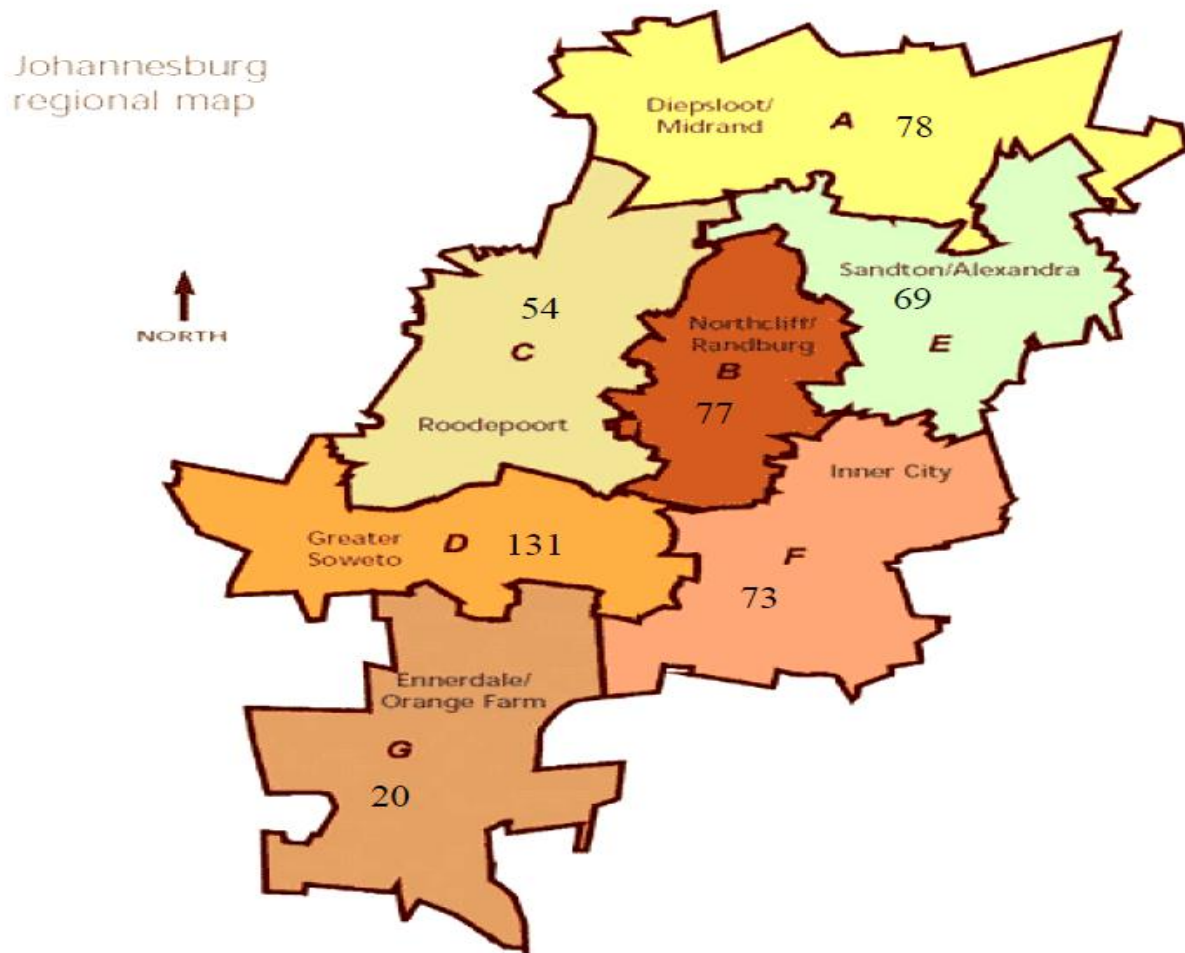 Johannesburg
regional map
Diepsloot/
Midrand
A
78
NORTH
Sandton/Alexandra
69
E
54
C
Roodepoort
Northcliff/
Randburg
B
77
Inner City
F
73
Greater
Soweto
D
131
Ennerdale/
Orange Farm
G
20